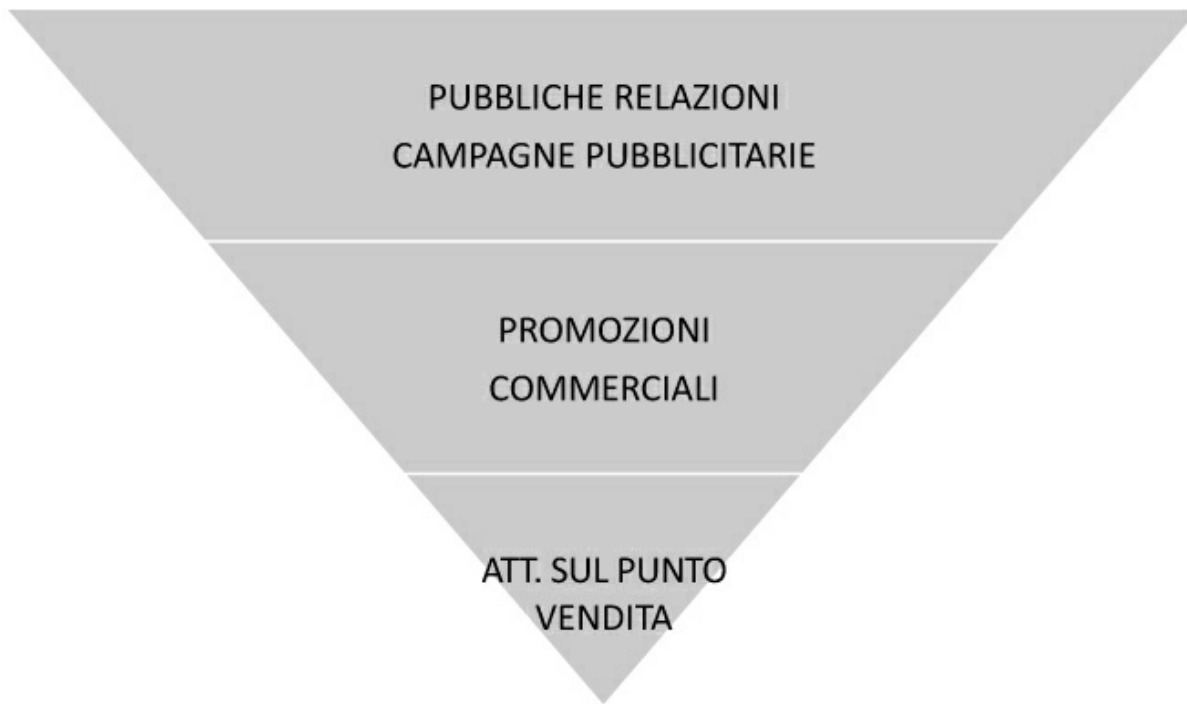 PUBBLICHE RELAZIONI
CAMPAGNE PUBBLICITARIE
PROMOZIONI
COMMERCIALI
ATT. SUL PUNTO
VENDITA